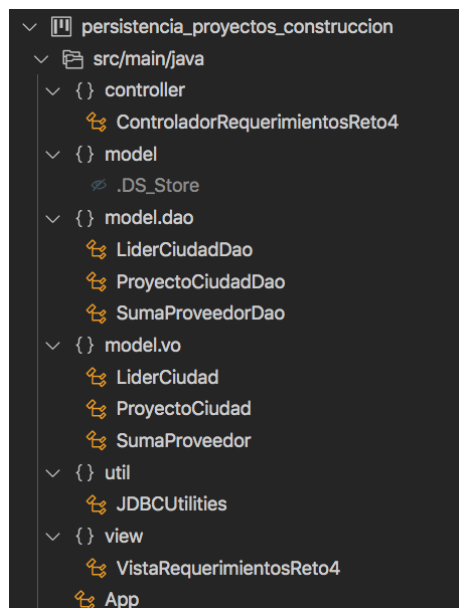 persistencia_proyectos_construccion
src/main/java
{} controller
ControladorRequerimientosReto4
{} model
.DS_Store
{} model.dao
LiderCiudadDao
ProyectoCiudadDao
SumaProveedorDao
{} model.vo
LiderCiudad
ProyectoCiudad
SumaProveedor
{} util
JDBCUtilities
{} view
VistaRequerimientosReto4
App